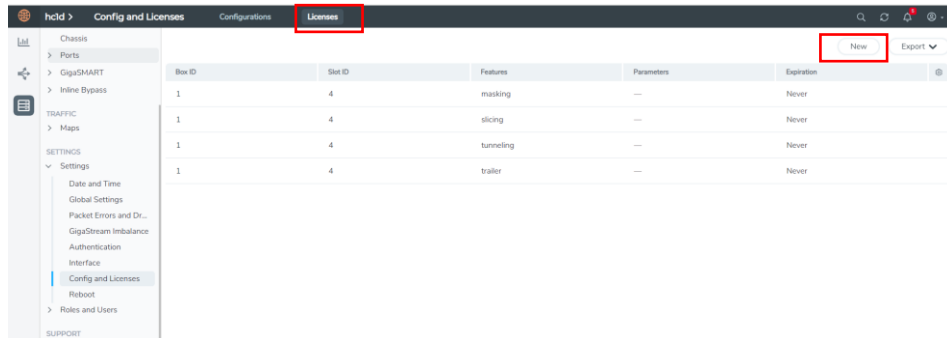 hc1d > Config and Licenses Configurations Licenses
Chassis
> Ports
> GigaSMART
> Inline Bypass
TRAFFIC
> Maps
SETTINGS
Settings
Date and Time
Global Settings
Packet Errors and Dr...
GigaStream Imbalance
Authentication
Interface
Config and Licenses
Reboot
> Roles and Users
SUPPORT
New Export
Box ID Slot ID Features Parameters Expiration
1 4 masking — Never
1 4 slicing — Never
1 4 tunneling — Never
1 4 trailer — Never